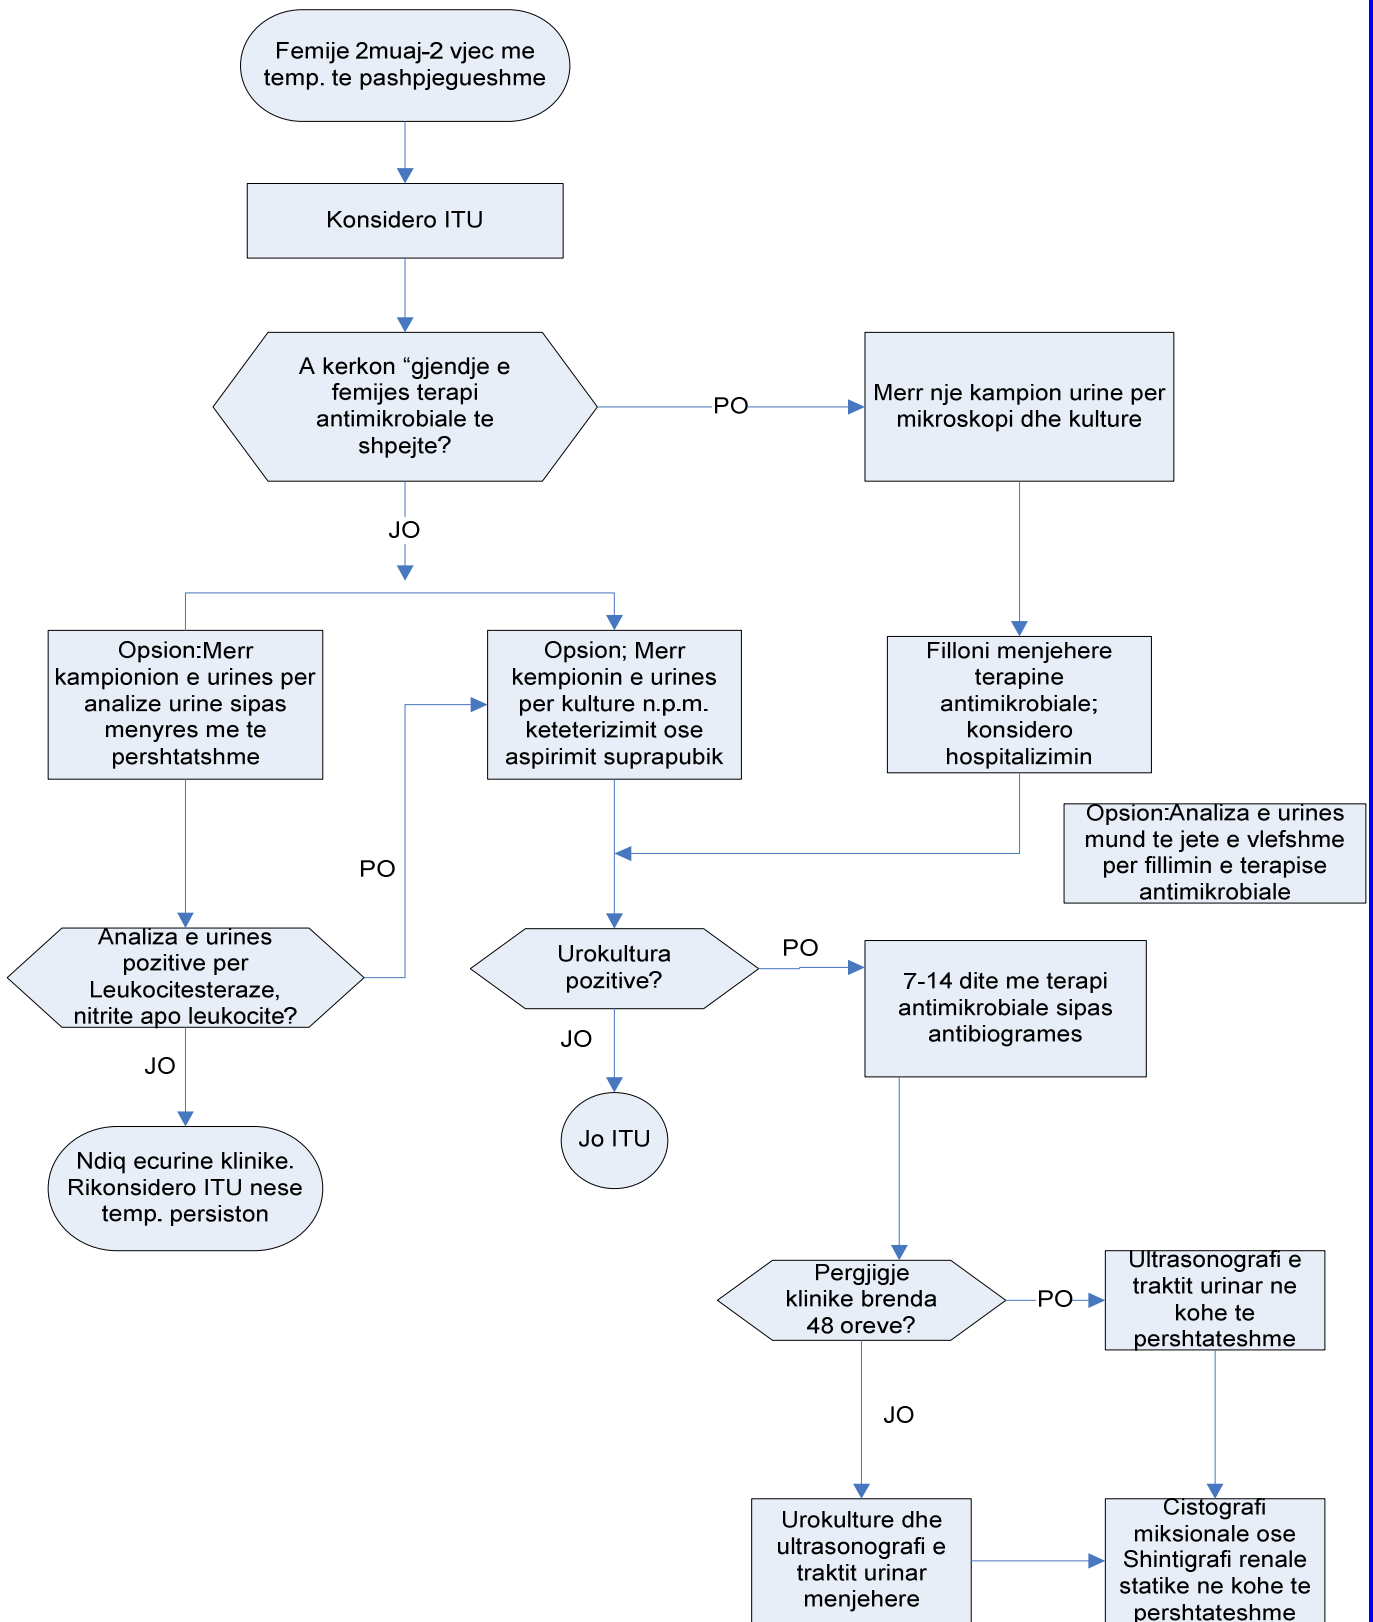 Femije 2muaj-2 vjec me
temp. te pashpjegueshme
Konsidero ITU
A kerkon “gjendje e
femijes terapi
antimikrobiale te
shpejte?
PO
Merr nje kampion urine per
mikroskopi dhe kulture
JO
Opsion:Merr
kampionin e urines per
analize urine sipas
menyres me te
pershtatshme
Opsion; Merr
kempionin e urines
per kulture n.p.m.
keteterizimit ose
aspirimit suprapubik
Filloni menjehere
terapine
antimikrobiale;
konsidero
hospitalizimin
Opsion:Analiza e urines
mund te jete e vlefshme
per fillimin e terapise
antimikrobiale
PO
Analiza e urines
pozitive per
Leukocitesteraze,
nitrite apo leukocite?
Urokultura
pozitive?
PO
7-14 dite me terapi
antimikrobiale sipas
antibiogrames
JO
JO
Ndiq ecurine klinike.
Rikonsidero ITU nese
temp. persiston
Jo ITU
Pergjigje
klinike brenda
48 oreve?
PO
Ultrasonografi e
traktit urinar ne
kohe te
pershtateshme
JO
Urokulture dhe
ultrasonografi e
traktit urinar
menjehere
Cistografi
miksionale ose
Shintigrafi renale
statike ne kohe te
pershtateshme